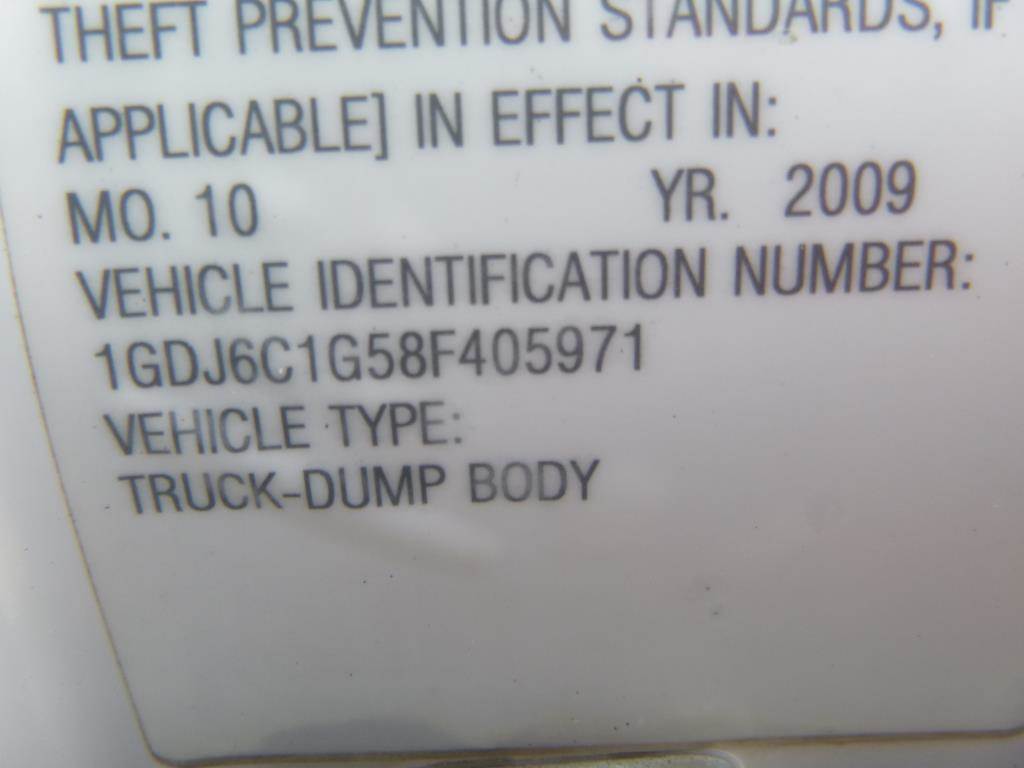 THEFT PREVENTION STANDARDS, IF
APPLICABLE] IN EFFECT IN:
MO. 10 YR. 2009
VEHICLE IDENTIFICATION NUMBER:
1GDJ6C1G58F405971
VEHICLE TYPE:
TRUCK-DUMP BODY